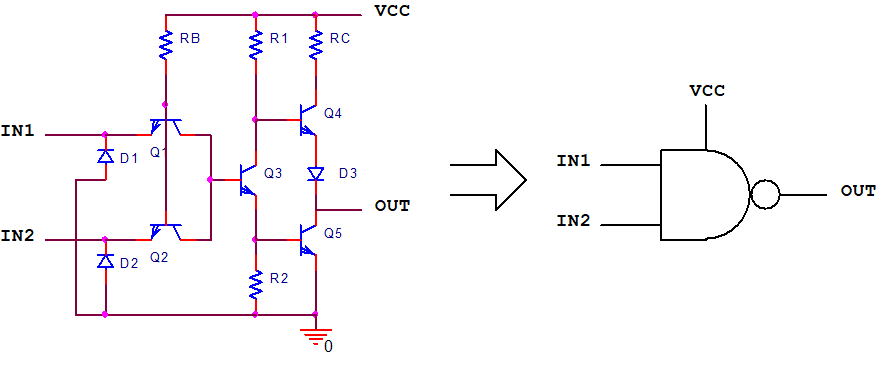 VCC
RB
R1
RC
Q4
IN1
D1
Q1
Q3
D3
OUT
IN2
D2
Q2
Q5
R2
0
VCC
IN1
IN2
OUT